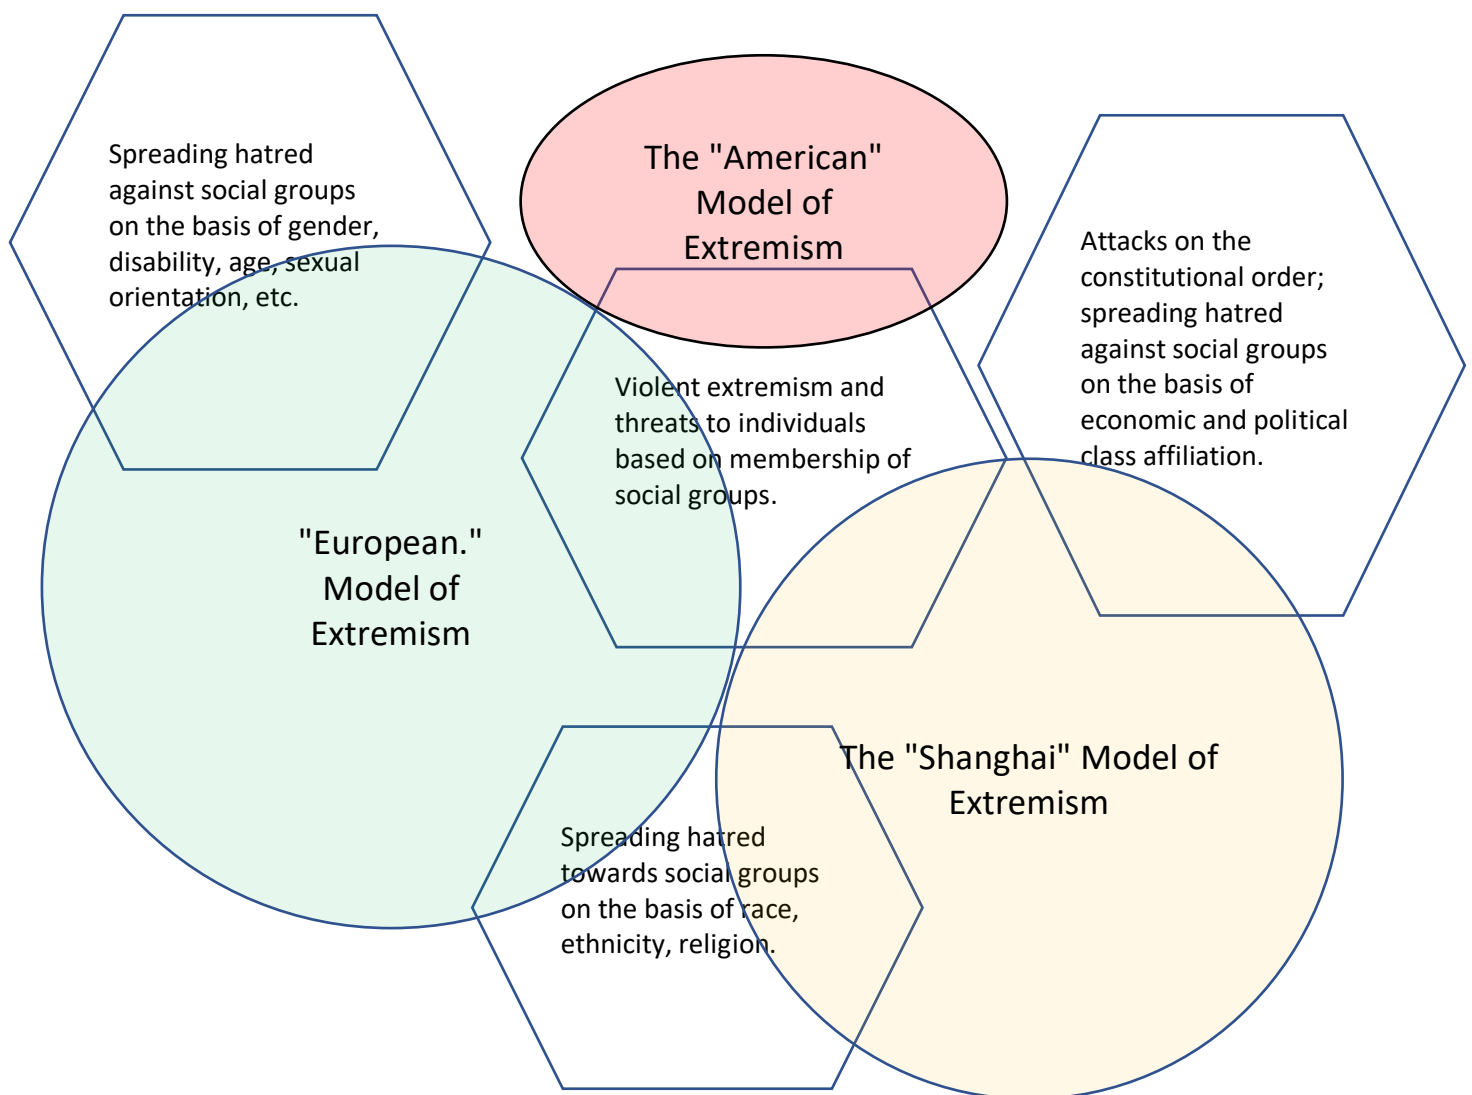 Spreading hatred
against social groups
on the basis of gender,
disability, age, sexual
orientation, etc.
The "American"
Model of
Extremism
Attacks on the
constitutional order;
spreading hatred
against social groups
on the basis of
economic and political
class affiliation.
Violent extremism and
threats to individuals
based on membership of
social groups.
"European."
Model of
Extremism
The "Shanghai" Model of
Extremism
Spreading hatred
towards social groups
on the basis of race,
ethnicity, religion.